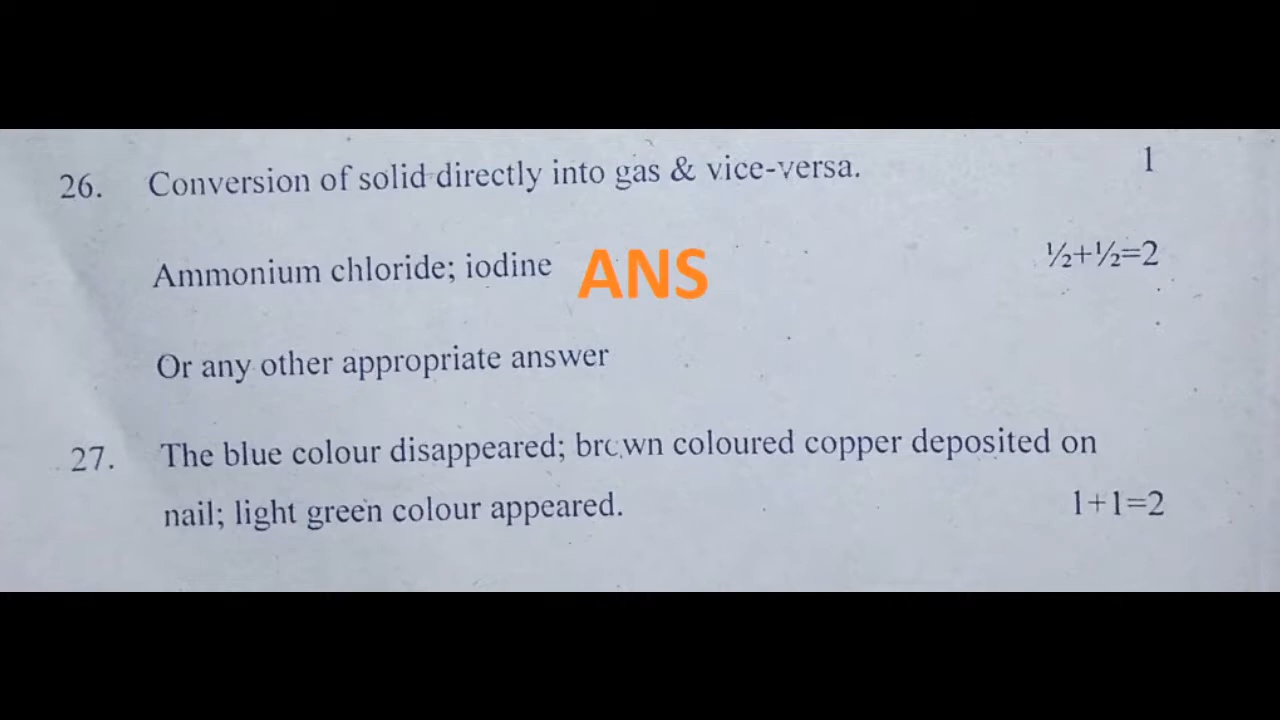 26. Conversion of solid directly into gas & vice-versa. 1
Ammonium chloride; iodine ANS ½+½=2
Or any other appropriate answer
27. The blue colour disappeared; brown coloured copper deposited on
nail; light green colour appeared. 1+1=2